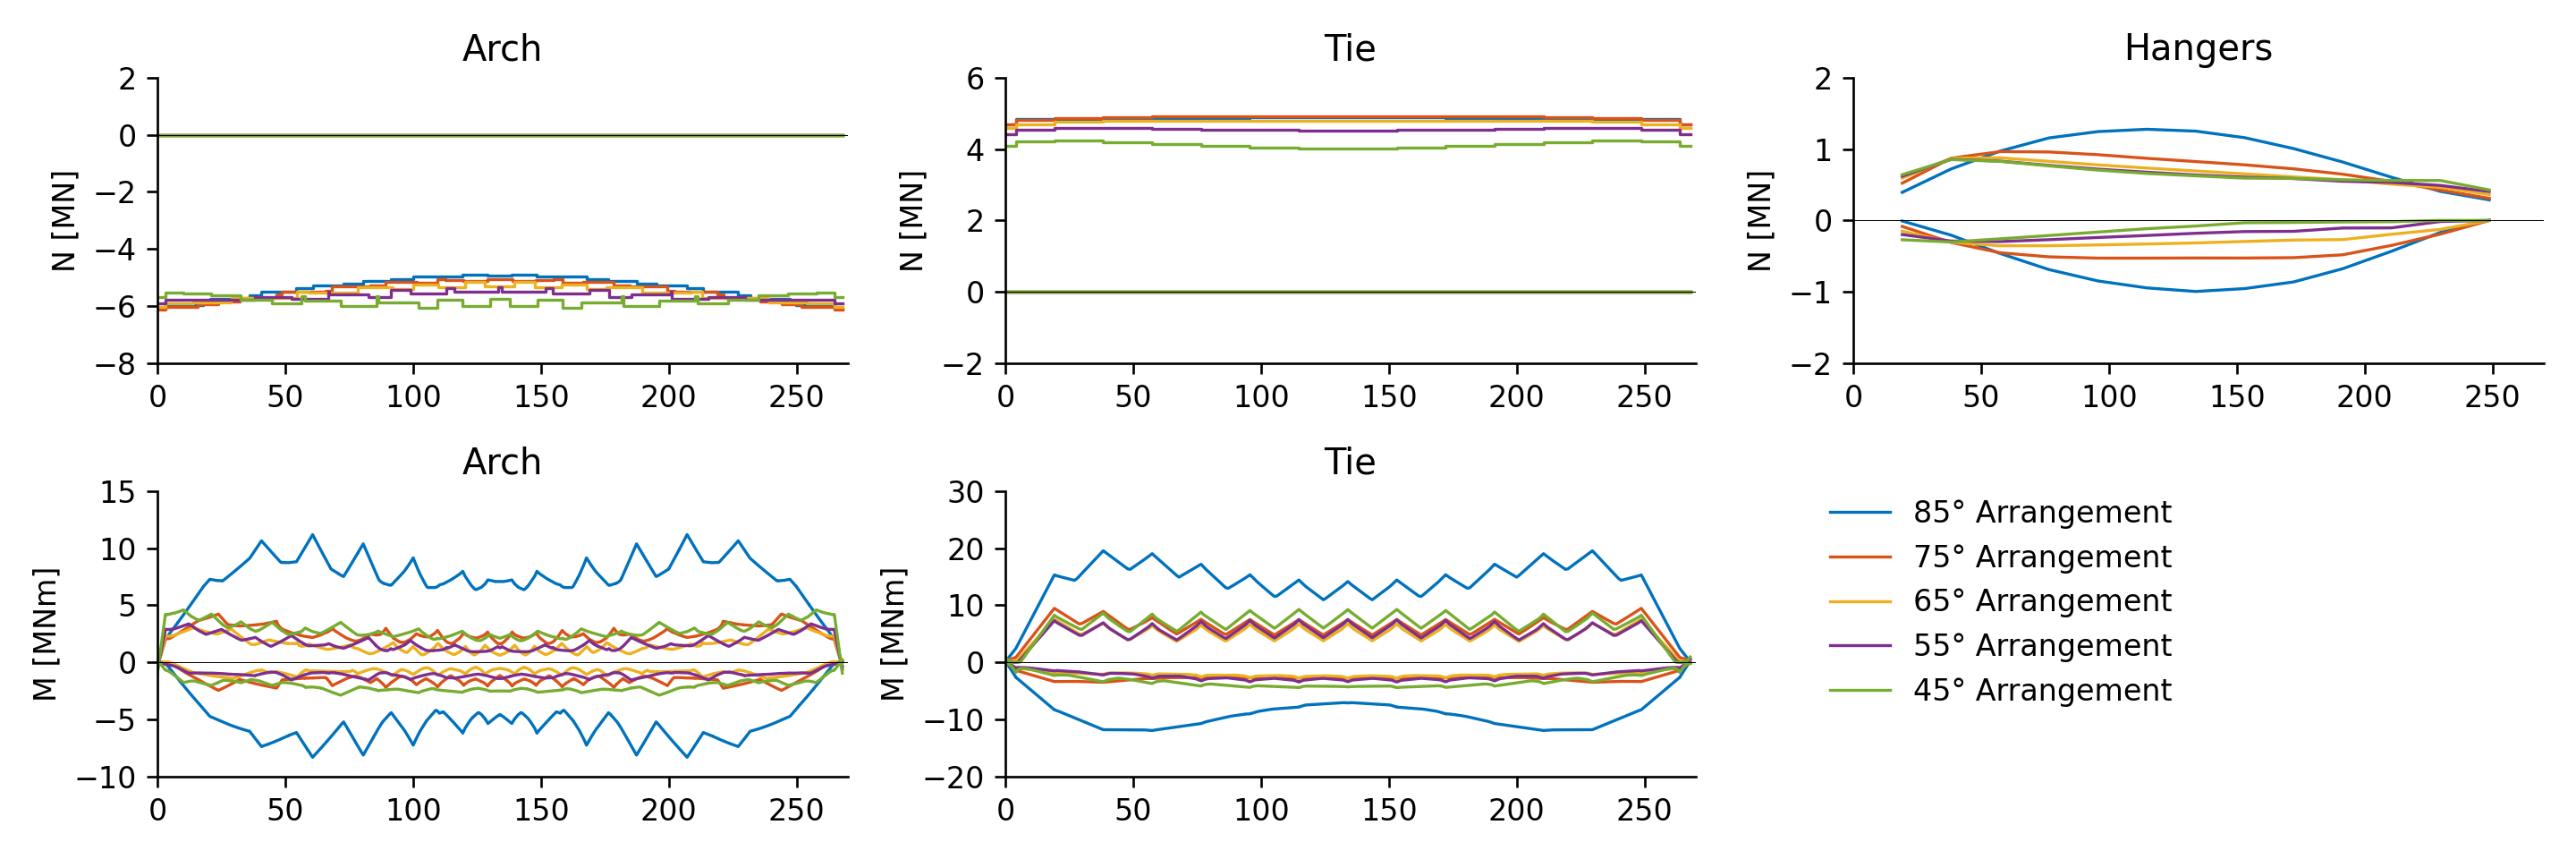 Arch
Tie
Hangers
N [MN]
2
0
−2
−4
−6
−8
0 50 100 150 200 250
N [MN]
6
4
2
0
−2
0 50 100 150 200 250
N [MN]
2
1
0
−1
−2
0 50 100 150 200 250
Arch
Tie
M [MNm]
15
10
5
0
−5
−10
0 50 100 150 200 250
M [MNm]
30
20
10
0
−10
−20
0 50 100 150 200 250
85° Arrangement
75° Arrangement
65° Arrangement
55° Arrangement
45° Arrangement